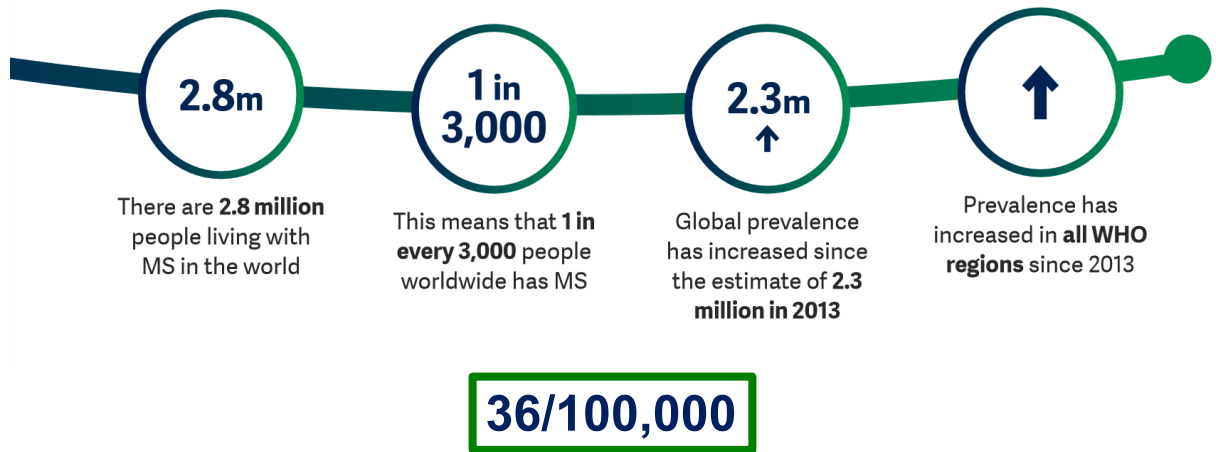 2.8m
There are 2.8 million
people living with
MS in the world
1 in
3,000
This means that 1 in
every 3,000 people
worldwide has MS
2.3m
Global prevalence
has increased since
the estimate of 2.3
million in 2013
Prevalence has
increased in all WHO
regions since 2013
36/100,000